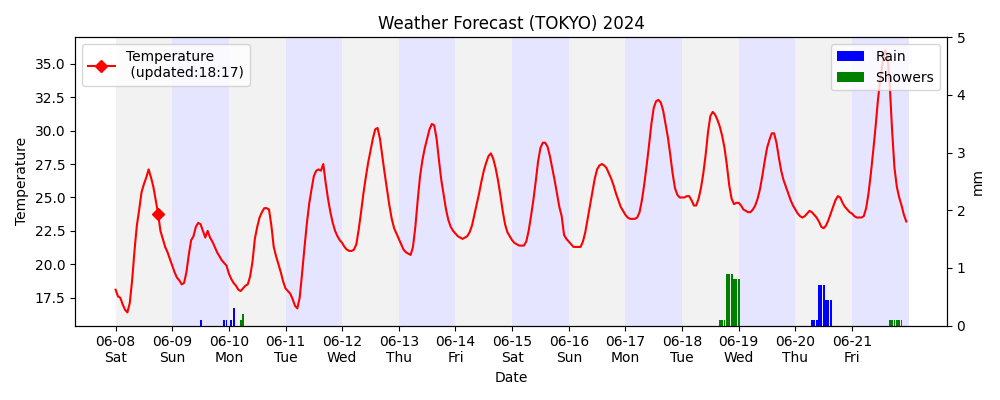 Weather Forecast (TOKYO) 2024
Temperature
(updated:18:17)
Rain
Showers
35.0
32.5
30.0
27.5
25.0
22.5
20.0
17.5
Temperature
5
4
3
2
1
0
mm
06-08 06-09 06-10 06-11 06-12 06-13 06-14 06-15 06-16 06-17 06-18 06-19 06-20 06-21
Sat Sun Mon Tue Wed Thu Fri Sat Sun Mon Tue Wed Thu Fri
Date